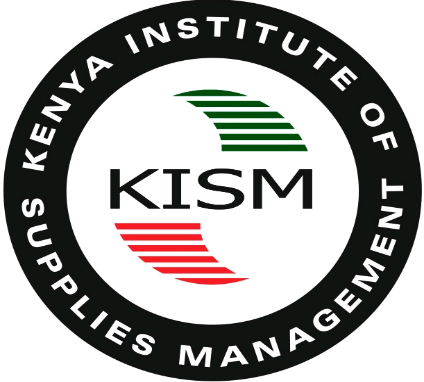 KENYA INSTITUTE OF
SUPPLIES MANAGEMENT
KISM